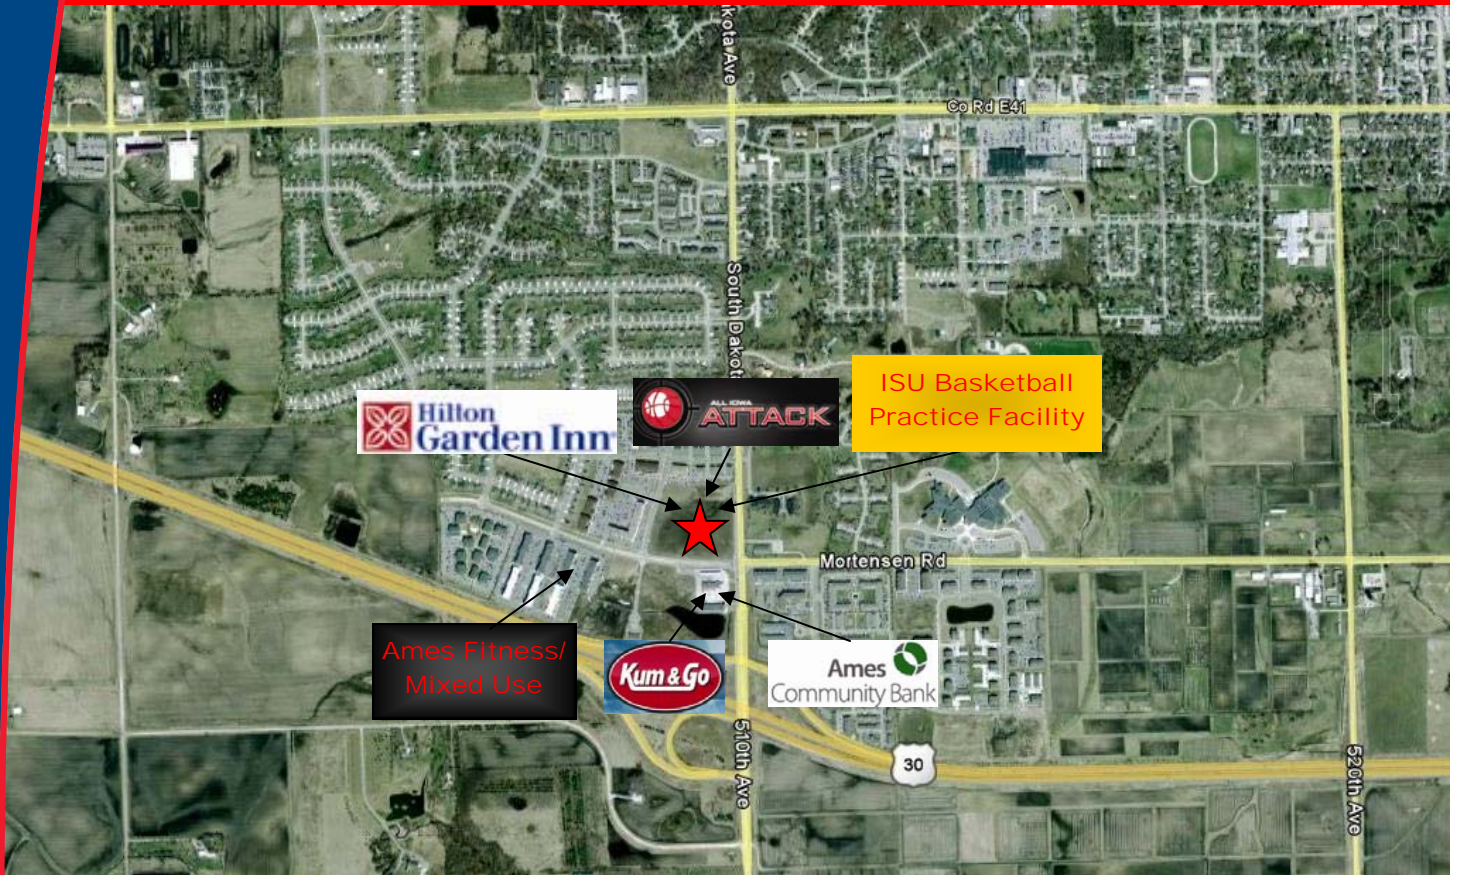 kota Ave
Co Rd E41
South Dakota
Hilton
Garden Inn
ALL IOWA
ATTACK
ISU Basketball
Practice Facility
Mortensen Rd
Ames Fitness/
Mixed Use
Kum & Go
Ames
Community Bank
510th Ave
30
520th Ave